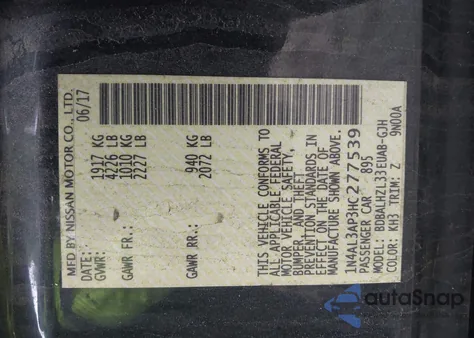 MFD BY NISSAN MOTOR CO., LTD.
DATE: 06/17
GVWR: 1917 KG
4226 LB
GAWR FR.: 1010 KG
2227 LB
GAWR RR.: 940 KG
2072 LB
THIS VEHICLE CONFORMS TO
ALL APPLICABLE FEDERAL
MOTOR VEHICLE SAFETY,
BUMPER, AND THEFT
PREVENTION STANDARDS IN
EFFECT ON THE DATE OF
MANUFACTURE SHOWN ABOVE.
1N4AL3AP3HC277539
PASSENGER CAR 895
MODEL: BDBALHZL33EUAB-GJH
COLOR: KH3 TRIM: Z 9N00A
autaSnap